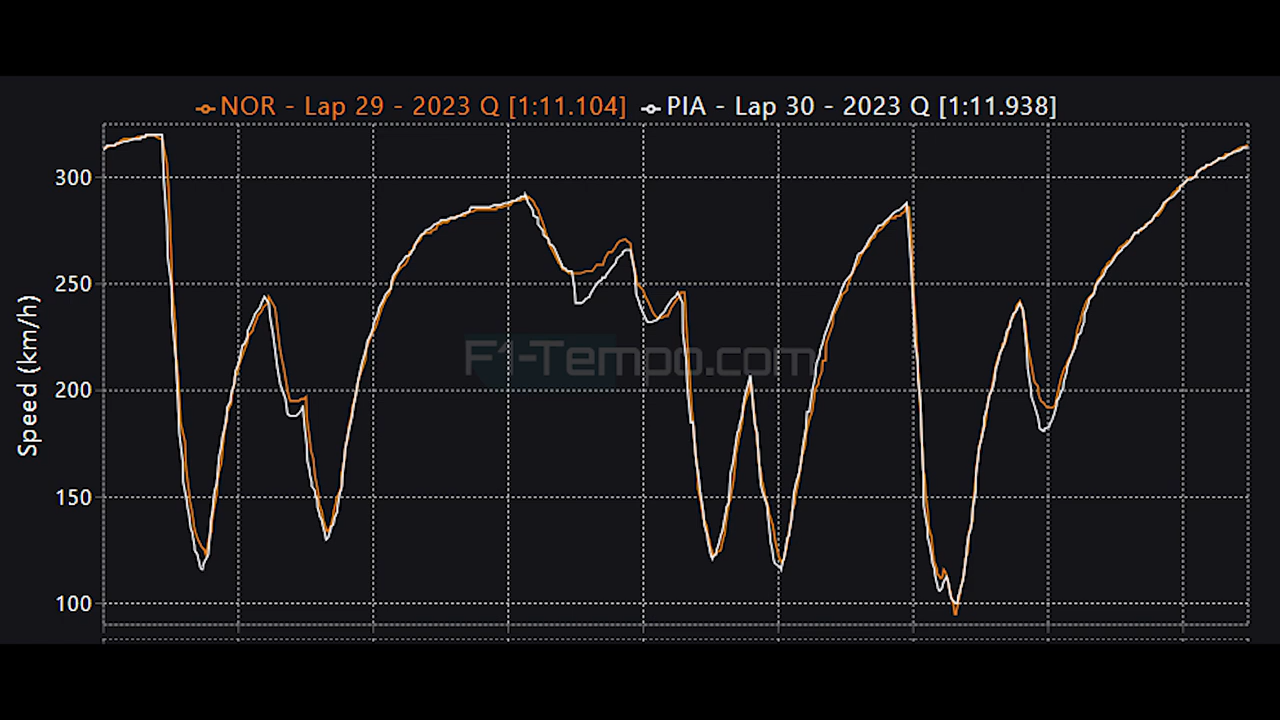 NOR - Lap 29 - 2023 Q [1:11.104] PIA - Lap 30 - 2023 Q [1:11.938]
300
250
200
150
100
Speed (km/h)
F1-Tempo.com